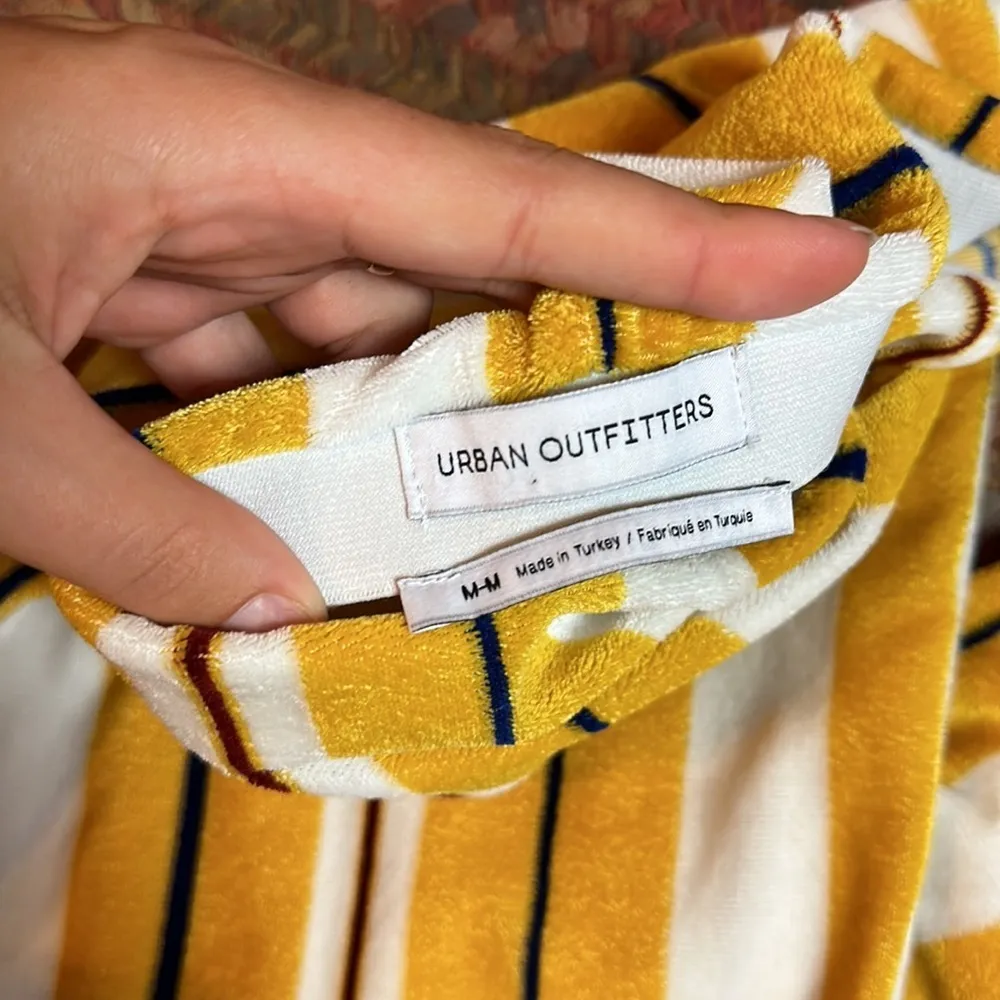 URBAN OUTFITTERS
M-M Made in Turkey / Fabriqué en Turquie